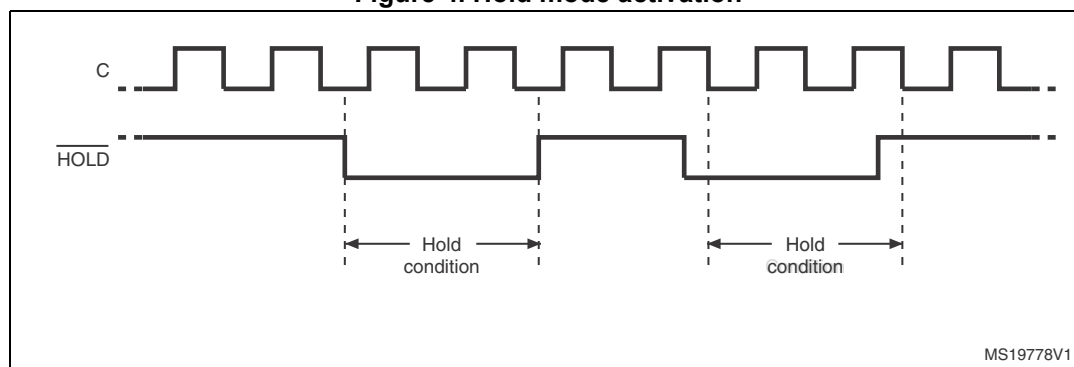 Figure 4. Hold mode activation
C
HOLD
Hold
condition
Hold
condition
MS19778V1